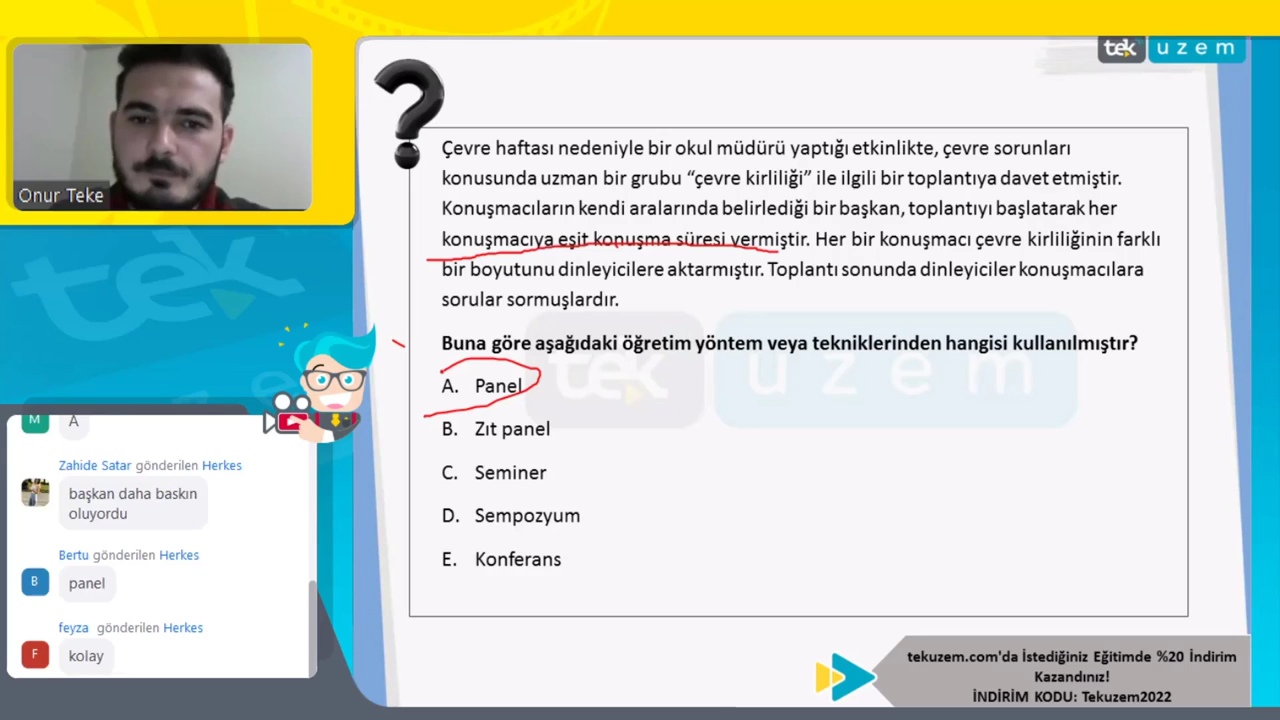 tek uzem
Onur Teke
Çevre haftası nedeniyle bir okul müdürü yaptığı etkinlikte, çevre sorunları
konusunda uzman bir grubu “çevre kirliliği” ile ilgili bir toplantıya davet etmiştir.
Konuşmacıların kendi aralarında belirlediği bir başkan, toplantıyı başlatarak her
konuşmacıya eşit konuşma süresi vermiştir. Her bir konuşmacı çevre kirliliğinin farklı
bir boyutunu dinleyicilere aktarmıştır. Toplantı sonunda dinleyiciler konuşmacılara
sorular sormuşlardır.
Buna göre aşağıdaki öğretim yöntem veya tekniklerinden hangisi kullanılmıştır?
A. Panel
B. Zıt panel
C. Seminer
D. Sempozyum
E. Konferans
tek uzem
tek
M
A
Zahide Satar gönderilen Herkes
başkan daha baskın
oluyordu
Bertu gönderilen Herkes
B
panel
feyza gönderilen Herkes
F
kolay
tekuzem.com'da İstediğiniz Eğitimde %20 İndirim
Kazandınız!
İNDİRİM KODU: Tekuzem2022